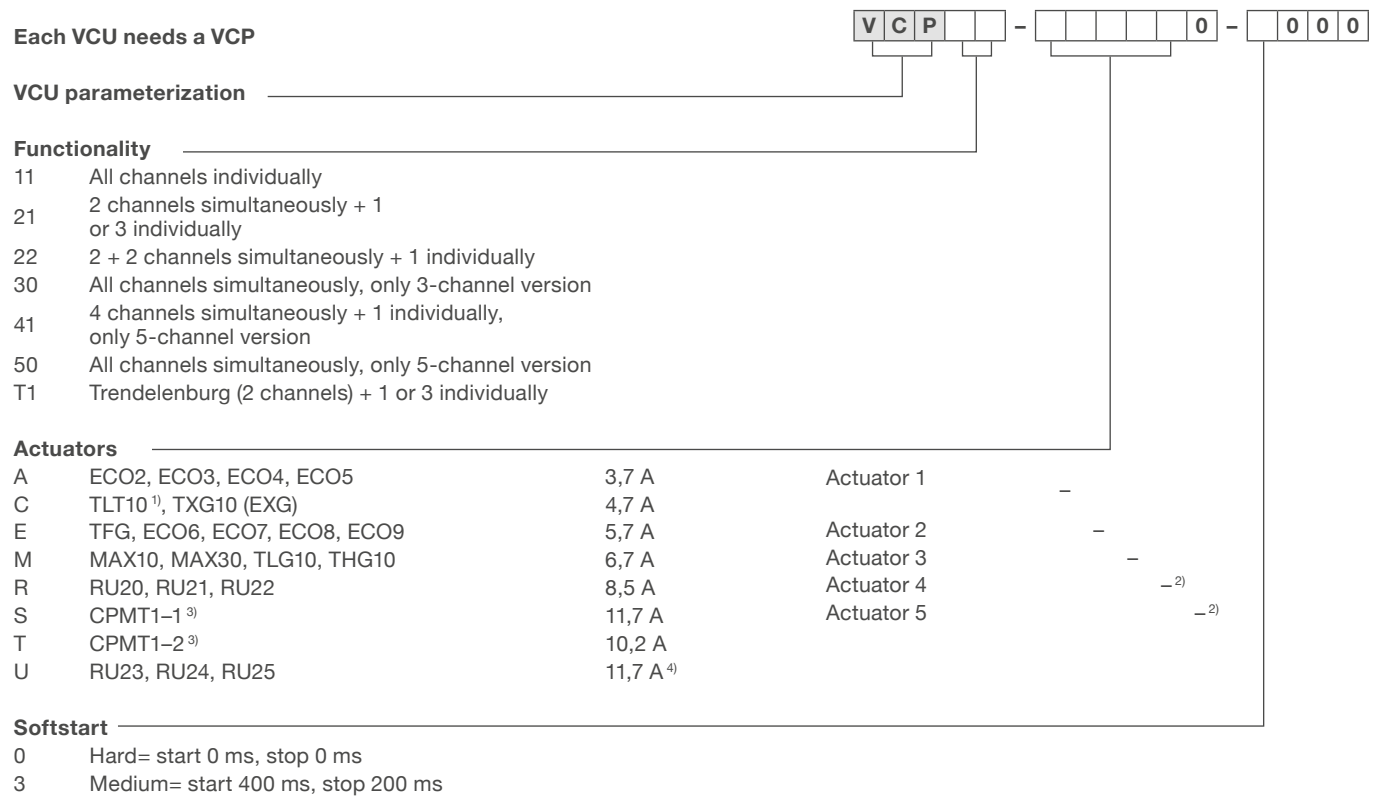 Each VCU needs a VCP
V C P – 0 – 0 0 0
VCU parameterization
Functionality
11 All channels individually
21 2 channels simultaneously + 1
or 3 individually
22 2 + 2 channels simultaneously + 1 individually
30 All channels simultaneously, only 3-channel version
41 4 channels simultaneously + 1 individually,
only 5-channel version
50 All channels simultaneously, only 5-channel version
T1 Trendelenburg (2 channels) + 1 or 3 individually
Actuators
A ECO2, ECO3, ECO4, ECO5 3,7 A Actuator 1 –
C TLT10 1), TXG10 (EXG) 4,7 A
E TFG, ECO6, ECO7, ECO8, ECO9 5,7 A Actuator 2 –
M MAX10, MAX30, TLG10, THG10 6,7 A Actuator 3 –
R RU20, RU21, RU22 8,5 A Actuator 4 – 2)
S CPMT1–1 3) 11,7 A Actuator 5 – 2)
T CPMT1–2 3) 10,2 A
U RU23, RU24, RU25 11,7 A 4)
Softstart
0 Hard= start 0 ms, stop 0 ms
3 Medium= start 400 ms, stop 200 ms